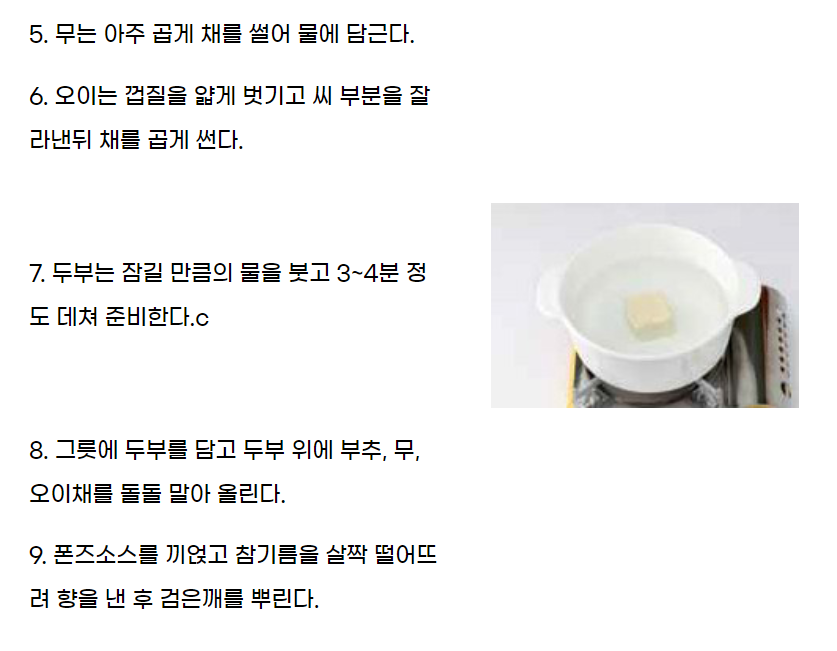 5. 무는 아주 곱게 채를 썰어 물에 담근다.
6. 오이는 껍질을 얇게 벗기고 씨 부분을 잘
라낸뒤 채를 곱게 썬다.
7. 두부는 잠길 만큼의 물을 붓고 3~4분 정
도 데쳐 준비한다.c
8. 그릇에 두부를 담고 두부 위에 부추, 무,
오이채를 돌돌 말아 올린다.
9. 폰즈소스를 끼얹고 참기름을 살짝 떨어뜨
려 향을 낸 후 검은깨를 뿌린다.